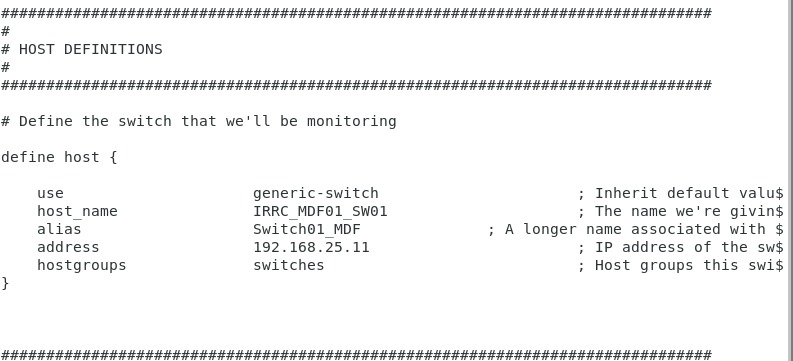 ###############################################################################
#
# HOST DEFINITIONS
#
###############################################################################
# Define the switch that we'll be monitoring
define host {
    use                     generic-switch                      ; Inherit default valu$
    host_name               IRRC_MDF01_SW01                     ; The name we're givin$
    alias                   Switch01_MDF              ; A longer name associated with $
    address                 192.168.25.11                       ; IP address of the sw$
    hostgroups              switches                            ; Host groups this swi$
}
###############################################################################